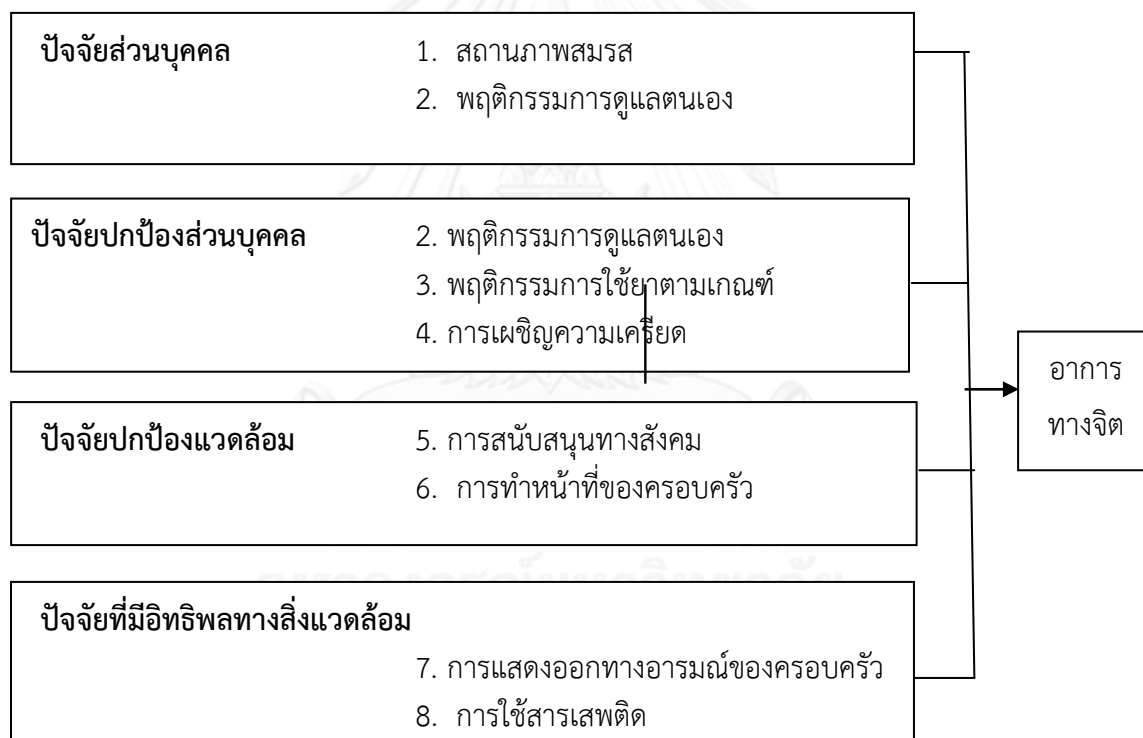 ปัจจัยส่วนบุคคล 1. สถานภาพสมรส
2. พฤติกรรมการดูแลตนเอง
ปัจจัยปกป้องส่วนบุคคล 2. พฤติกรรมการดูแลตนเอง
3. พฤติกรรมการใช้ยาตามเกณฑ์
4. การเผชิญความเครียด
ปัจจัยปกป้องแวดล้อม 5. การสนับสนุนทางสังคม
6. การทำหน้าที่ของครอบครัว
ปัจจัยที่มีอิทธิพลทางสิ่งแวดล้อม
7. การแสดงออกทางอารมณ์ของครอบครัว
8. การใช้สารเสพติด
อาการ
ทางจิต